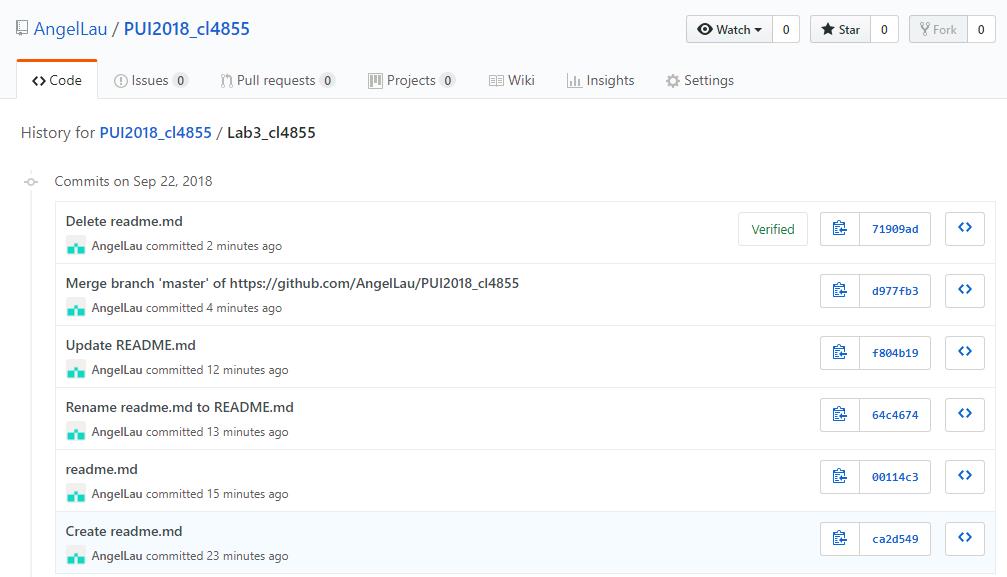 AngelLau / PUI2018_cl4855 Watch 0 Star 0 Fork 0
Code Issues 0 Pull requests 0 Projects 0 Wiki Insights Settings
History for PUI2018_cl4855 / Lab3_cl4855
Commits on Sep 22, 2018
Delete readme.md
AngelLau committed 2 minutes ago Verified 71909ad
Merge branch 'master' of https://github.com/AngelLau/PUI2018_cl4855
AngelLau committed 4 minutes ago d977fb3
Update README.md
AngelLau committed 12 minutes ago f804b19
Rename readme.md to README.md
AngelLau committed 13 minutes ago 64c4674
readme.md
AngelLau committed 15 minutes ago 00114c3
Create readme.md
AngelLau committed 23 minutes ago ca2d549